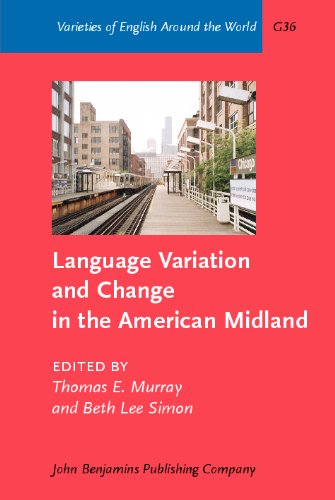 Varieties of English Around the World G36
Chicago
Language Variation
and Change
in the American Midland
EDITED BY
Thomas E. Murray
and Beth Lee Simon
John Benjamins Publishing Company